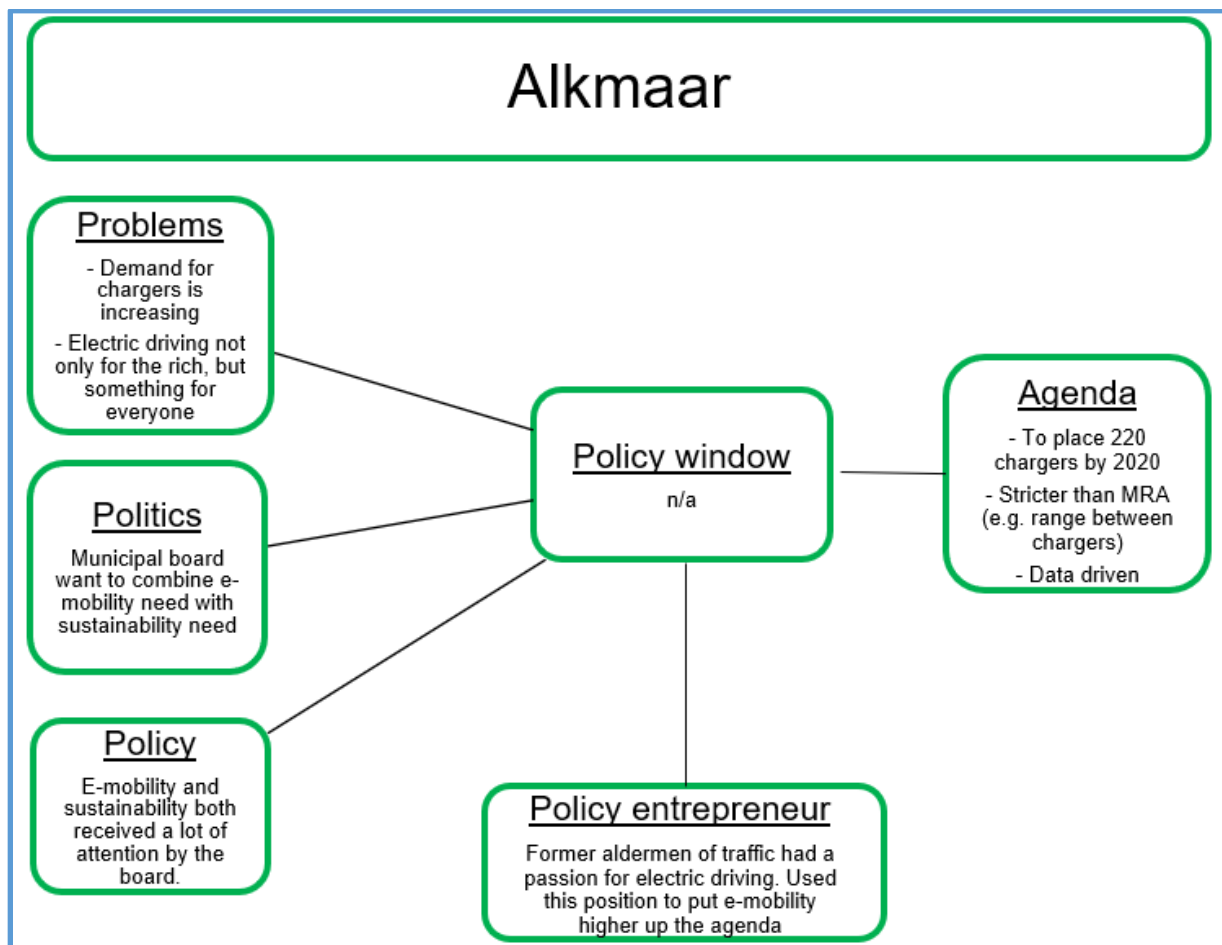 Alkmaar
Problems
- Demand for
chargers is
increasing
- Electric driving not
only for the rich, but
something for
everyone
Politics
Municipal board
want to combine e-
mobility need with
sustainability need
Policy
E-mobility and
sustainability both
received a lot of
attention by the
board.
Policy window
n/a
Policy entrepreneur
Former aldermen of traffic had a
passion for electric driving. Used
this position to put e-mobility
higher up the agenda
Agenda
- To place 220
chargers by 2020
- Stricter than MRA
(e.g. range between
chargers)
- Data driven